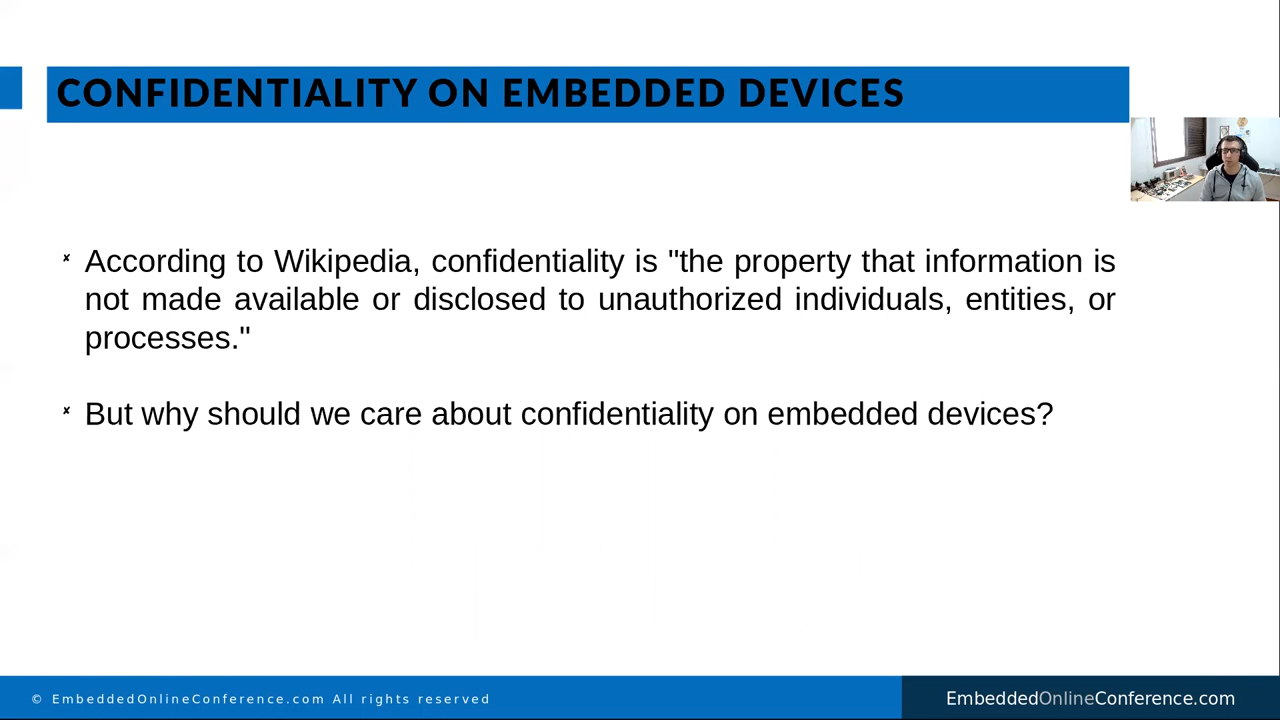 CONFIDENTIALITY ON EMBEDDED DEVICES
According to Wikipedia, confidentiality is "the property that information is
not made available or disclosed to unauthorized individuals, entities, or
processes."
But why should we care about confidentiality on embedded devices?
© EmbeddedOnlineConference.com All rights reserved
EmbeddedOnlineConference.com